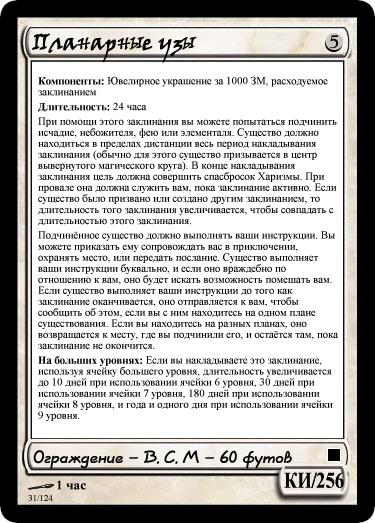 Планарные узы
5
Компоненты: Ювелирное украшение за 1000 ЗМ, расходуемое
заклинанием
Длительность: 24 часа
При помощи этого заклинания вы можете попытаться подчинить
исчадие, небожителя, фею или элементаля. Существо должно
находиться в пределах дистанции весь период накладывания
заклинания (обычно для этого существо призывается в центр
вывернутого магического круга). В конце накладывания
заклинания цель должна совершить спасбросок Харизмы. При
провале она должна служить вам, пока заклинание активно. Если
существо было призвано или создано другим заклинанием, то
длительность того заклинания увеличивается, чтобы совпадать с
длительностью этого заклинания.
Подчинённое существо должно выполнять ваши инструкции. Вы
можете приказать ему сопровождать вас в приключении,
охранять место, или передать послание. Существо выполняет
ваши инструкции буквально, и если оно враждебно по
отношению к вам, оно будет искать возможность помешать вам.
Если существо выполняет ваши инструкции до того как
заклинание оканчивается, оно отправляется к вам, чтобы
сообщить об этом, если вы с ним находитесь на одном плане
существования. Если вы находитесь на разных планах, оно
возвращается к месту, где вы подчинили его, и остаётся там, пока
заклинание не окончится.
На больших уровнях: Если вы накладываете это заклинание,
используя ячейку большего уровня, длительность увеличивается
до 10 дней при использовании ячейки 6 уровня, 30 дней при
использовании ячейки 7 уровня, 180 дней при использовании
ячейки 8 уровня, и года и одного дня при использовании ячейки
9 уровня.
Ограждение – В, С, М – 60 футов
КИ/256
1 час
31/124